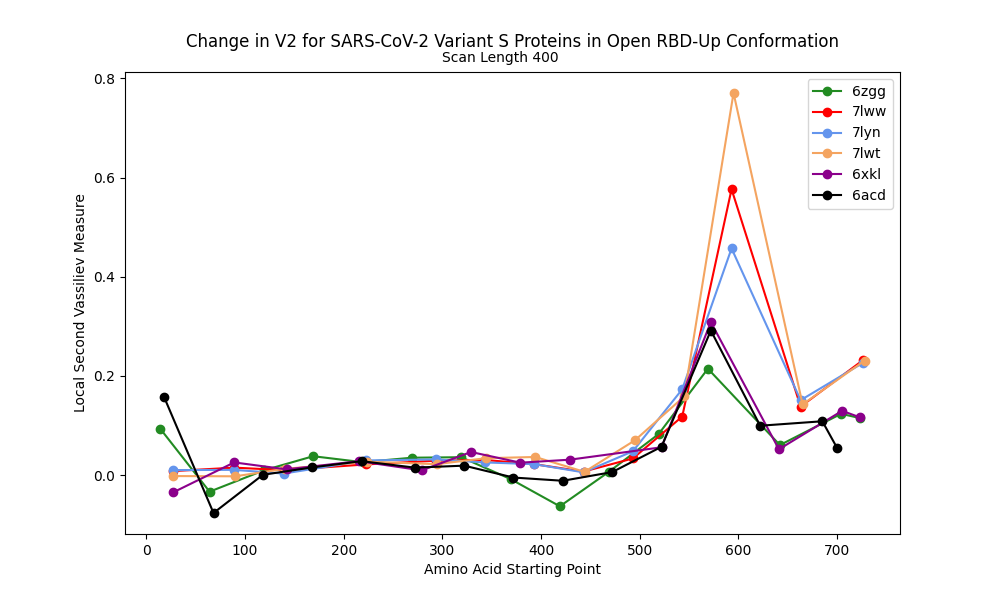 Change in V2 for SARS-CoV-2 Variant S Proteins in Open RBD-Up Conformation
Scan Length 400
Local Second Vassiliev Measure
0.8
0.6
0.4
0.2
0.0
6zgg
7lww
7lyn
7lwt
6xkl
6acd
0 100 200 300 400 500 600 700
Amino Acid Starting Point